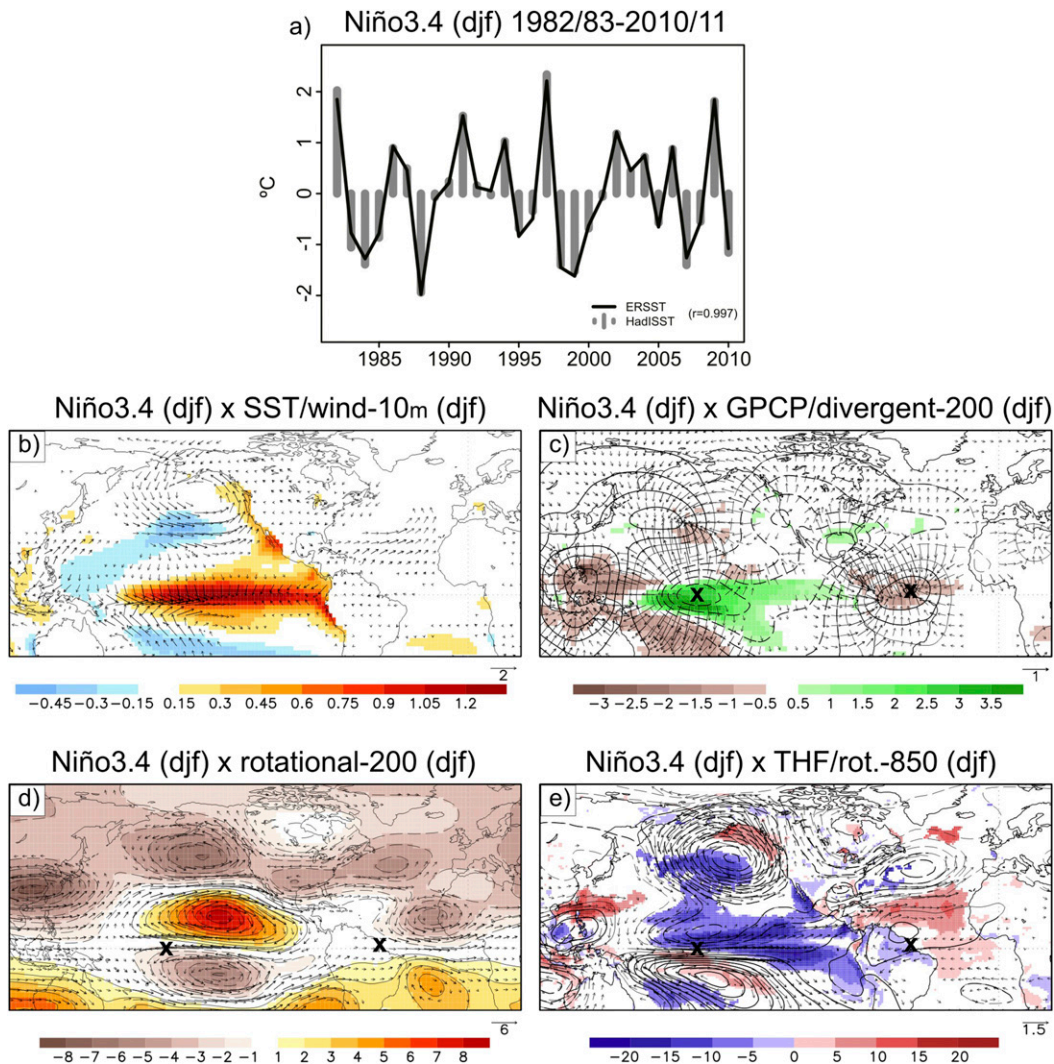 Niño3.4 (djf) 1982/83-2010/11
a)
ºC
2
1
0
-1
-2
ERSST
HadISST
(r=0.997)
1985 1990 1995 2000 2005 2010
Niño3.4 (djf) x SST/wind-10m (djf)
b)
2
−0.45 −0.3 −0.15 0.15 0.3 0.45 0.6 0.75 0.9 1.05 1.2
Niño3.4 (djf) x GPCP/divergent-200 (djf)
c)
x x
1
−3 −2.5 −2 −1.5 −1 −0.5 0.5 1 1.5 2 2.5 3 3.5
Niño3.4 (djf) x rotational-200 (djf)
d)
x x
6
−8 −7 −6 −5 −4 −3 −2 −1 1 2 3 4 5 6 7 8
Niño3.4 (djf) x THF/rot.-850 (djf)
e)
x x
1.5
−20 −15 −10 −5 0 5 10 15 20